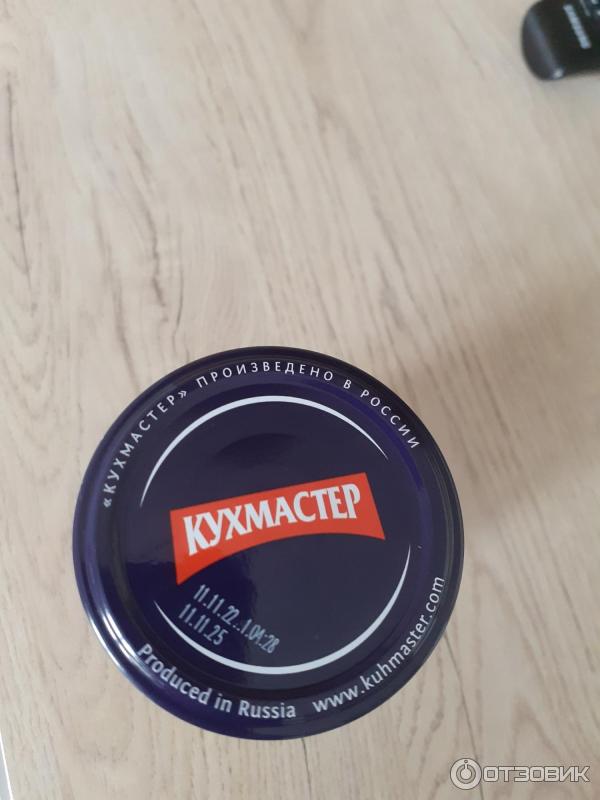 «КУХМАСТЕР» ПРОИЗВЕДЕНО В РОССИИ
КУХМАСТЕР
11.11.22..1.04:28
11.11.25
Produced in Russia www.kuhmaster.com
ОТЗОВИК